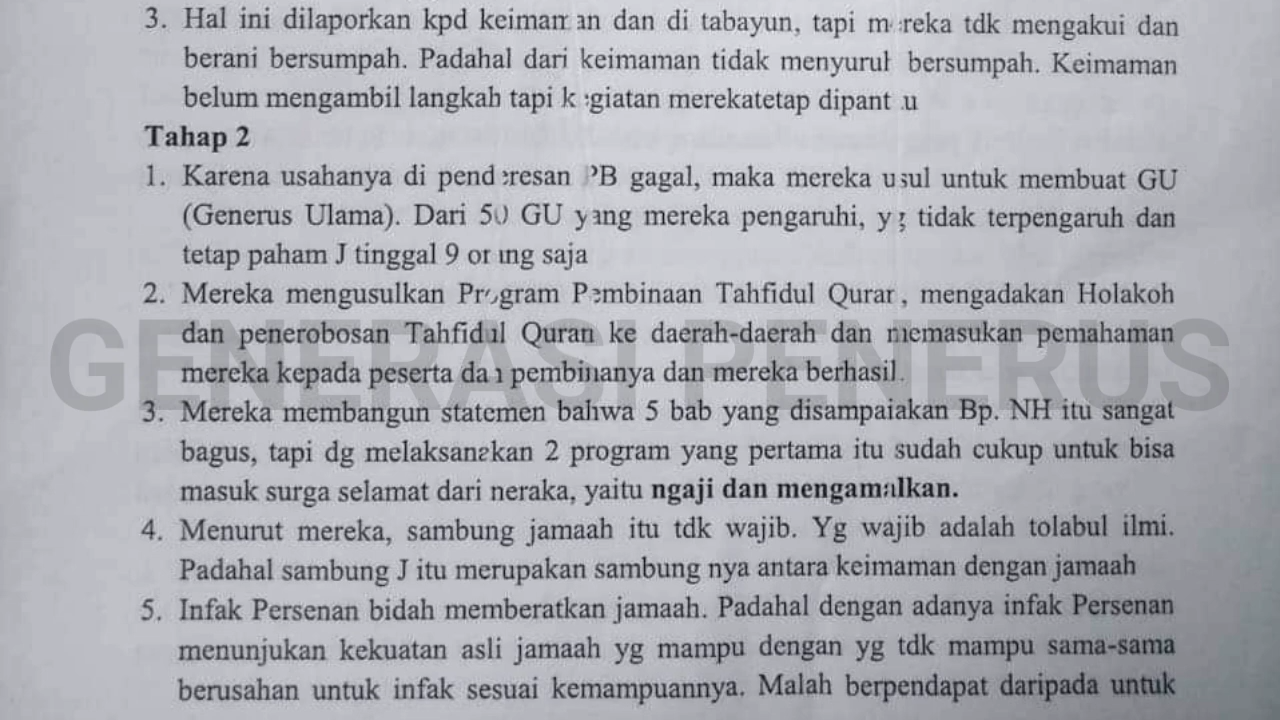 3. Hal ini dilaporkan kpd keimaman dan di tabayun, tapi mereka tdk mengakui dan
berani bersumpah. Padahal dari keimaman tidak menyuruh bersumpah. Keimaman
belum mengambil langkah tapi kegiatan merekatetap dipantau
Tahap 2
1. Karena usahanya di penderesan PB gagal, maka mereka usul untuk membuat GU
(Generus Ulama). Dari 50 GU yang mereka pengaruhi, yg tidak terpengaruh dan
tetap paham J tinggal 9 orang saja
2. Mereka mengusulkan Program Pembinaan Tahfidul Quran, mengadakan Holakoh
dan penerobosan Tahfidul Quran ke daerah-daerah dan memasukan pemahaman
GENERASI PENERUS
mereka kepada peserta dan pembinanya dan mereka berhasil.
3. Mereka membangun statemen bahwa 5 bab yang disampaiakan Bp. NH itu sangat
bagus, tapi dg melaksanakan 2 program yang pertama itu sudah cukup untuk bisa
masuk surga selamat dari neraka, yaitu ngaji dan mengamalkan.
4. Menurut mereka, sambung jamaah itu tdk wajib. Yg wajib adalah tolabul ilmi.
Padahal sambung J itu merupakan sambung nya antara keimaman dengan jamaah
5. Infak Persenan bidah memberatkan jamaah. Padahal dengan adanya infak Persenan
menunjukan kekuatan asli jamaah yg mampu dengan yg tdk mampu sama-sama
berusahan untuk infak sesuai kemampuannya. Malah berpendapat daripada untuk